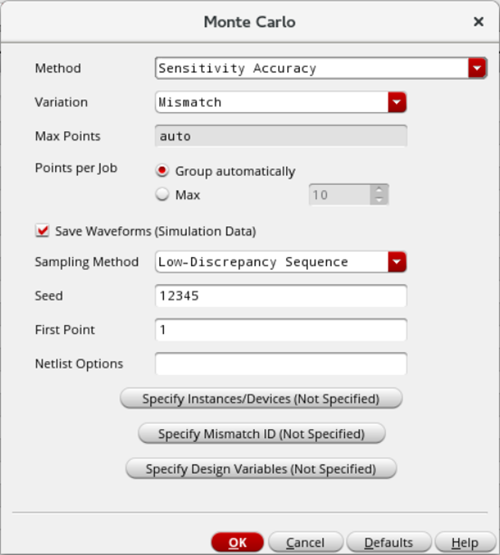 Monte Carlo
Method Sensitivity Accuracy
Variation Mismatch
Max Points auto
Points per Job Group automatically
Max 10
Save Waveforms (Simulation Data)
Sampling Method Low-Discrepancy Sequence
Seed 12345
First Point 1
Netlist Options
Specify Instances/Devices (Not Specified)
Specify Mismatch ID (Not Specified)
Specify Design Variables (Not Specified)
OK Cancel Defaults Help